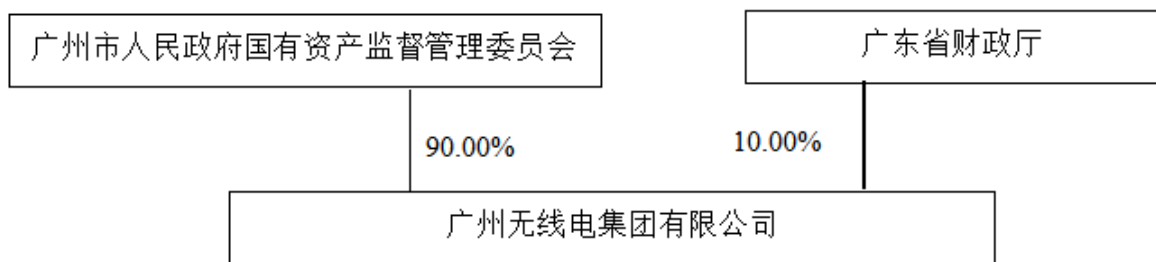 广州市人民政府国有资产监督管理委员会
广东省财政厅
90.00%
10.00%
广州无线电集团有限公司